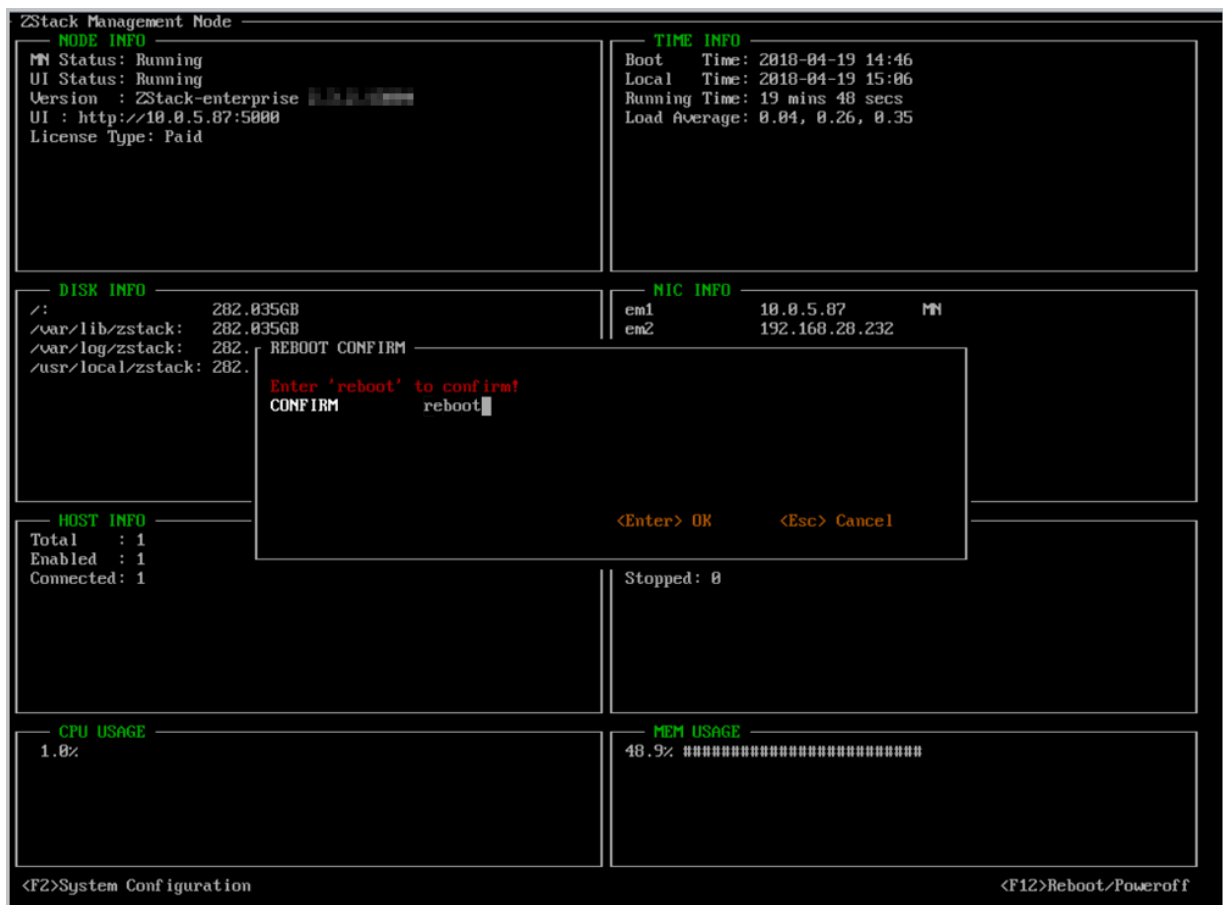 ZStack Management Node
NODE INFO
MN Status: Running
UI Status: Running
Version : ZStack-enterprise
UI : http://10.0.5.87:5000
License Type: Paid
TIME INFO
Boot Time: 2018-04-19 14:46
Local Time: 2018-04-19 15:06
Running Time: 19 mins 48 secs
Load Average: 0.04, 0.26, 0.35
DISK INFO
/: 282.035GB
/var/lib/zstack: 282.035GB
/var/log/zstack: 282.
/usr/local/zstack: 282.
NIC INFO
em1 10.0.5.87 MN
em2 192.168.28.232
REBOOT CONFIRM
Enter 'reboot' to confirm!
CONFIRM reboot
<Enter> OK <Esc> Cancel
HOST INFO
Total : 1
Enabled : 1
Connected: 1
Stopped: 0
CPU USAGE
1.0%
MEM USAGE
48.9% #########################
<F2>System Configuration
<F12>Reboot/Poweroff